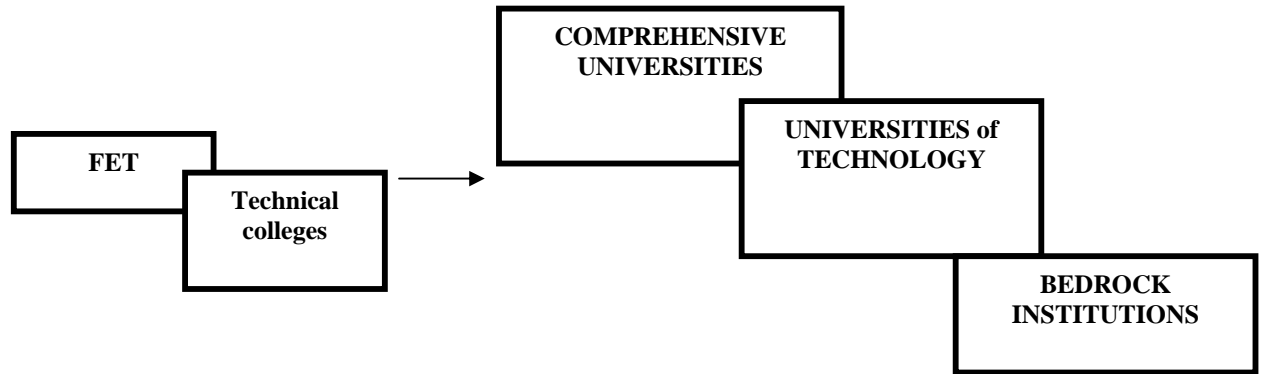 FET
Technical
colleges
COMPREHENSIVE
UNIVERSITIES
UNIVERSITIES of
TECHNOLOGY
BEDROCK
INSTITUTIONS